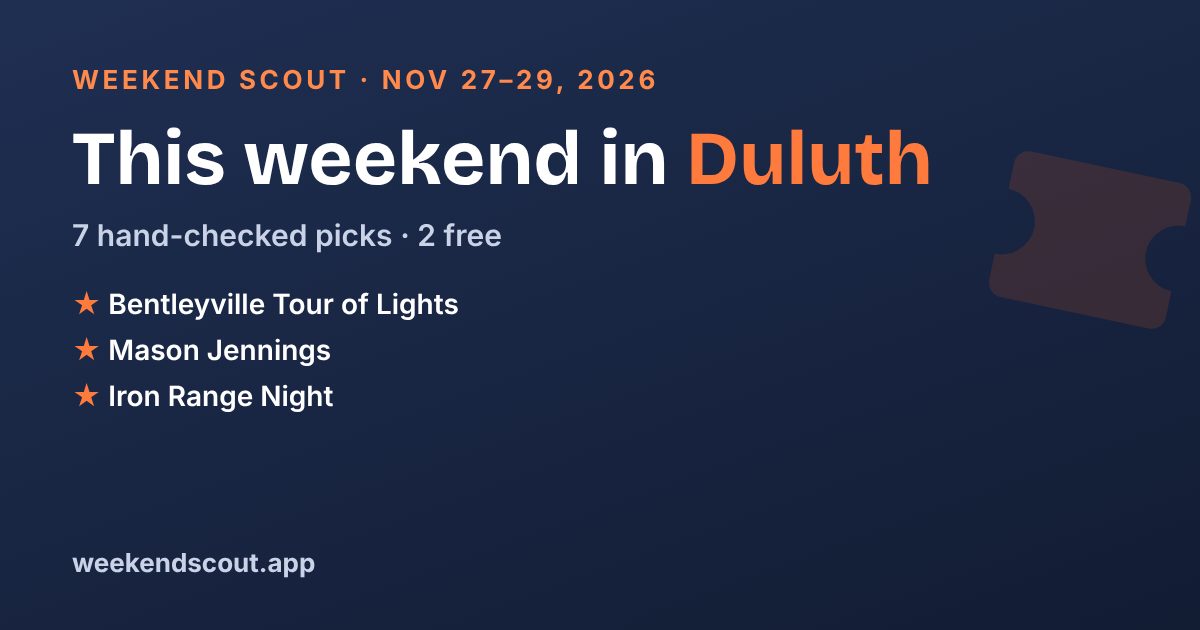 WEEKEND SCOUT · NOV 27–29, 2026
This weekend in Duluth
7 hand-checked picks · 2 free
★ Bentleyville Tour of Lights
★ Mason Jennings
★ Iron Range Night
weekendscout.app